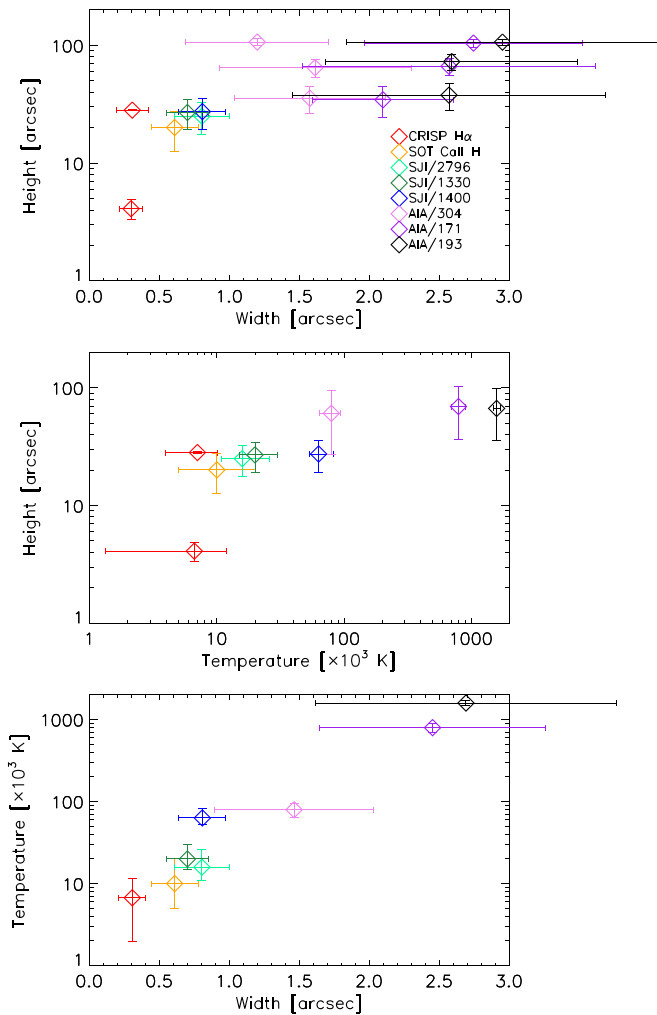 100
10
1
Height [arcsec]
CRISP Hα
SOT CaII H
SJI/2796
SJI/1330
SJI/1400
AIA/304
AIA/171
AIA/193
0.0 0.5 1.0 1.5 2.0 2.5 3.0
Width [arcsec]
100
10
1
Height [arcsec]
1 10 100 1000
Temperature [×10³ K]
1000
100
10
1
Temperature [×10³ K]
0.0 0.5 1.0 1.5 2.0 2.5 3.0
Width [arcsec]